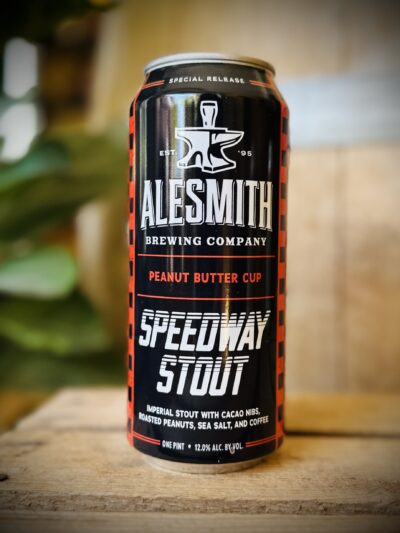 SPECIAL RELEASE
EST. '95
ALESMITH
BREWING COMPANY
PEANUT BUTTER CUP
SPEEDWAY
STOUT
IMPERIAL STOUT WITH CACAO NIBS,
ROASTED PEANUTS, SEA SALT, AND COFFEE
ONE PINT • 12.0% ALC. BY VOL.